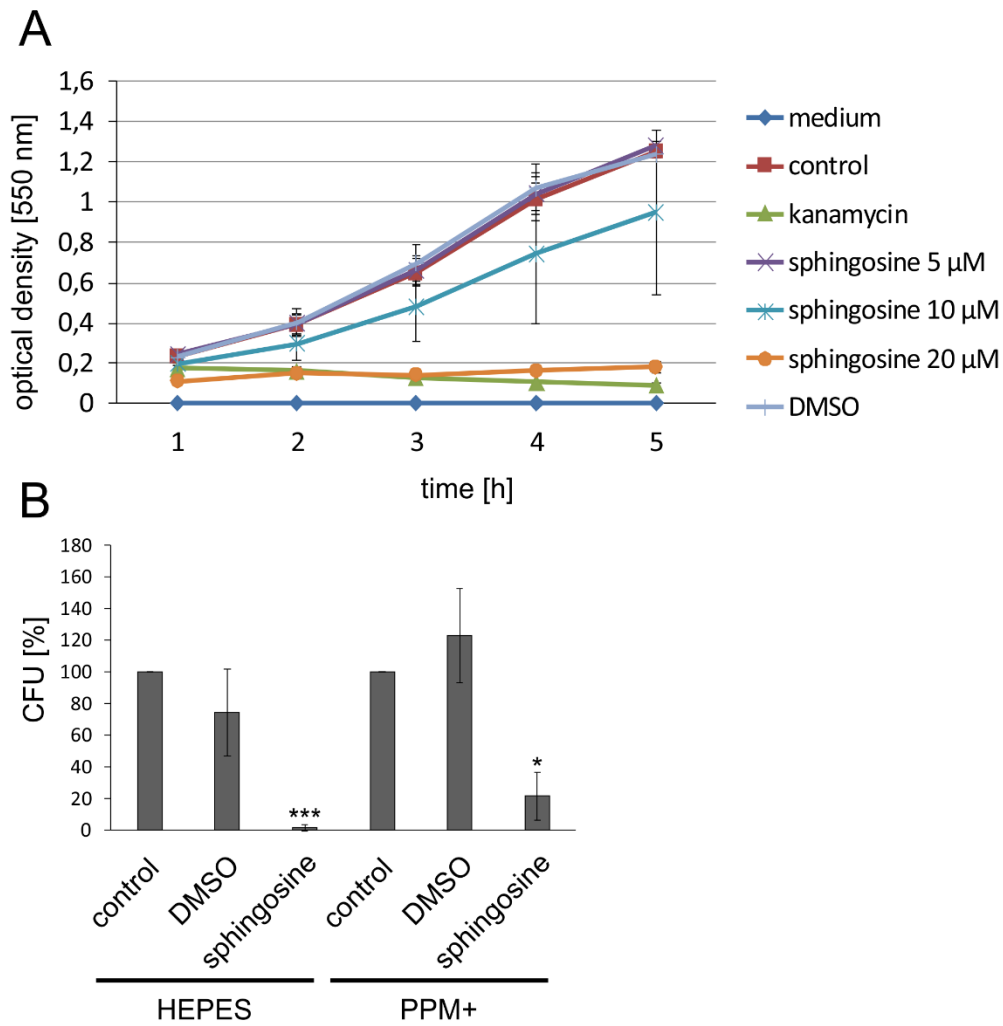 A
optical density [550 nm]
1,6
1,4
1,2
1
0,8
0,6
0,4
0,2
0
1 2 3 4 5
time [h]
medium
control
kanamycin
sphingosine 5 µM
sphingosine 10 µM
sphingosine 20 µM
DMSO
B
CFU [%]
180
160
140
120
100
80
60
40
20
0
***
*
control
DMSO
sphingosine
control
DMSO
sphingosine
HEPES
PPM+